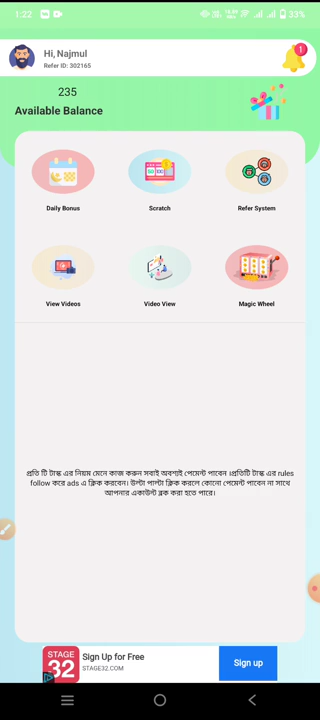 1:22
33%
Hi, Najmul
Refer ID: 302165
1
235
Available Balance
Daily Bonus
Scratch
Refer System
View Videos
Video View
Magic Wheel
প্রতি টি টাস্ক এর নিয়ম মেনে কাজ করুন সবাই অবশ্যই পেমেন্ট পাবেন ।প্রতিটি টাস্ক এর rules
follow করে ads এ ক্লিক করবেন। উল্টা পাল্টা ক্লিক করলে কোনো পেমেন্ট পাবেন না সাথে
আপনার একাউন্ট ব্লক করা হতে পারে।
STAGE
32
Sign Up for Free
STAGE32.COM
Sign up